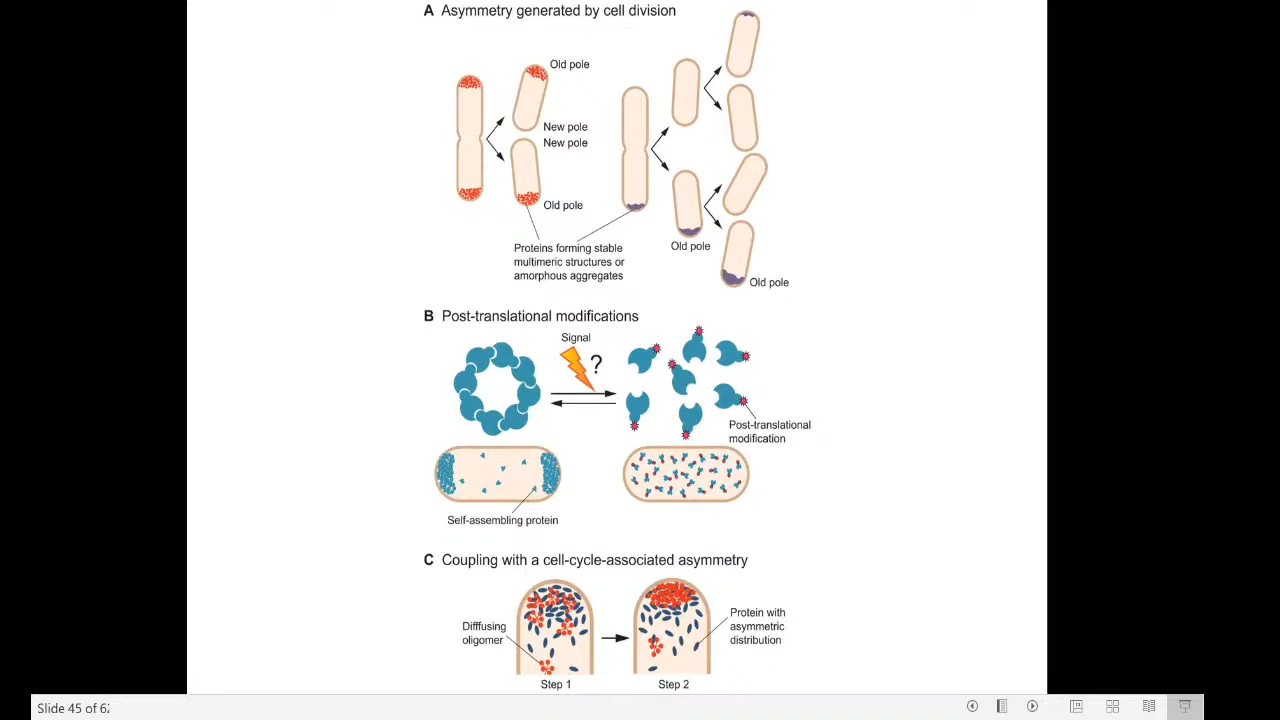 A Asymmetry generated by cell division
Old pole
New pole
New pole
Old pole
Proteins forming stable
multimeric structures or
amorphous aggregates
Old pole
Old pole
B Post-translational modifications
Signal
?
Post-translational
modification
Self-assembling protein
C Coupling with a cell-cycle-associated asymmetry
Difffusing
oligomer
Protein with
asymmetric
distribution
Step 1
Step 2
Slide 45 of